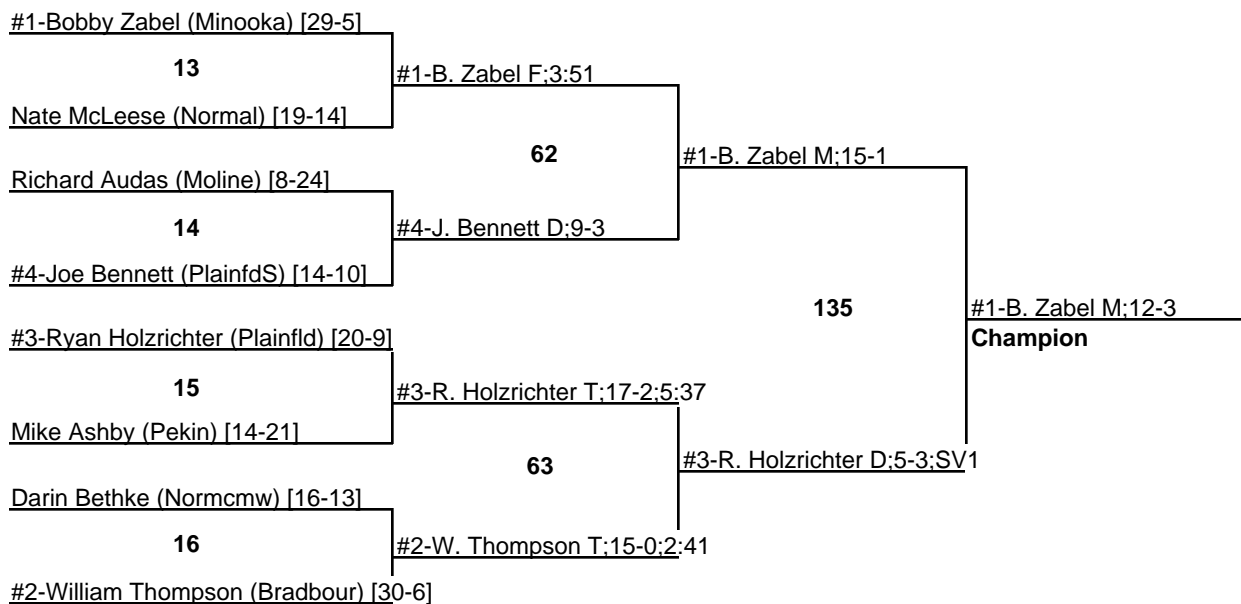 #1-Bobby Zabel (Minooka) [29-5]
13
#1-B. Zabel F;3:51
Nate McLeese (Normal) [19-14]
62
#1-B. Zabel M;15-1
Richard Audas (Moline) [8-24]
14
#4-J. Bennett D;9-3
#4-Joe Bennett (PlainfdS) [14-10]
135
#1-B. Zabel M;12-3
Champion
#3-Ryan Holzrichter (Plainfld) [20-9]
15
#3-R. Holzrichter T;17-2;5:37
Mike Ashby (Pekin) [14-21]
63
#3-R. Holzrichter D;5-3;SV1
Darin Bethke (Normcmw) [16-13]
16
#2-W. Thompson T;15-0;2:41
#2-William Thompson (Bradbour) [30-6]